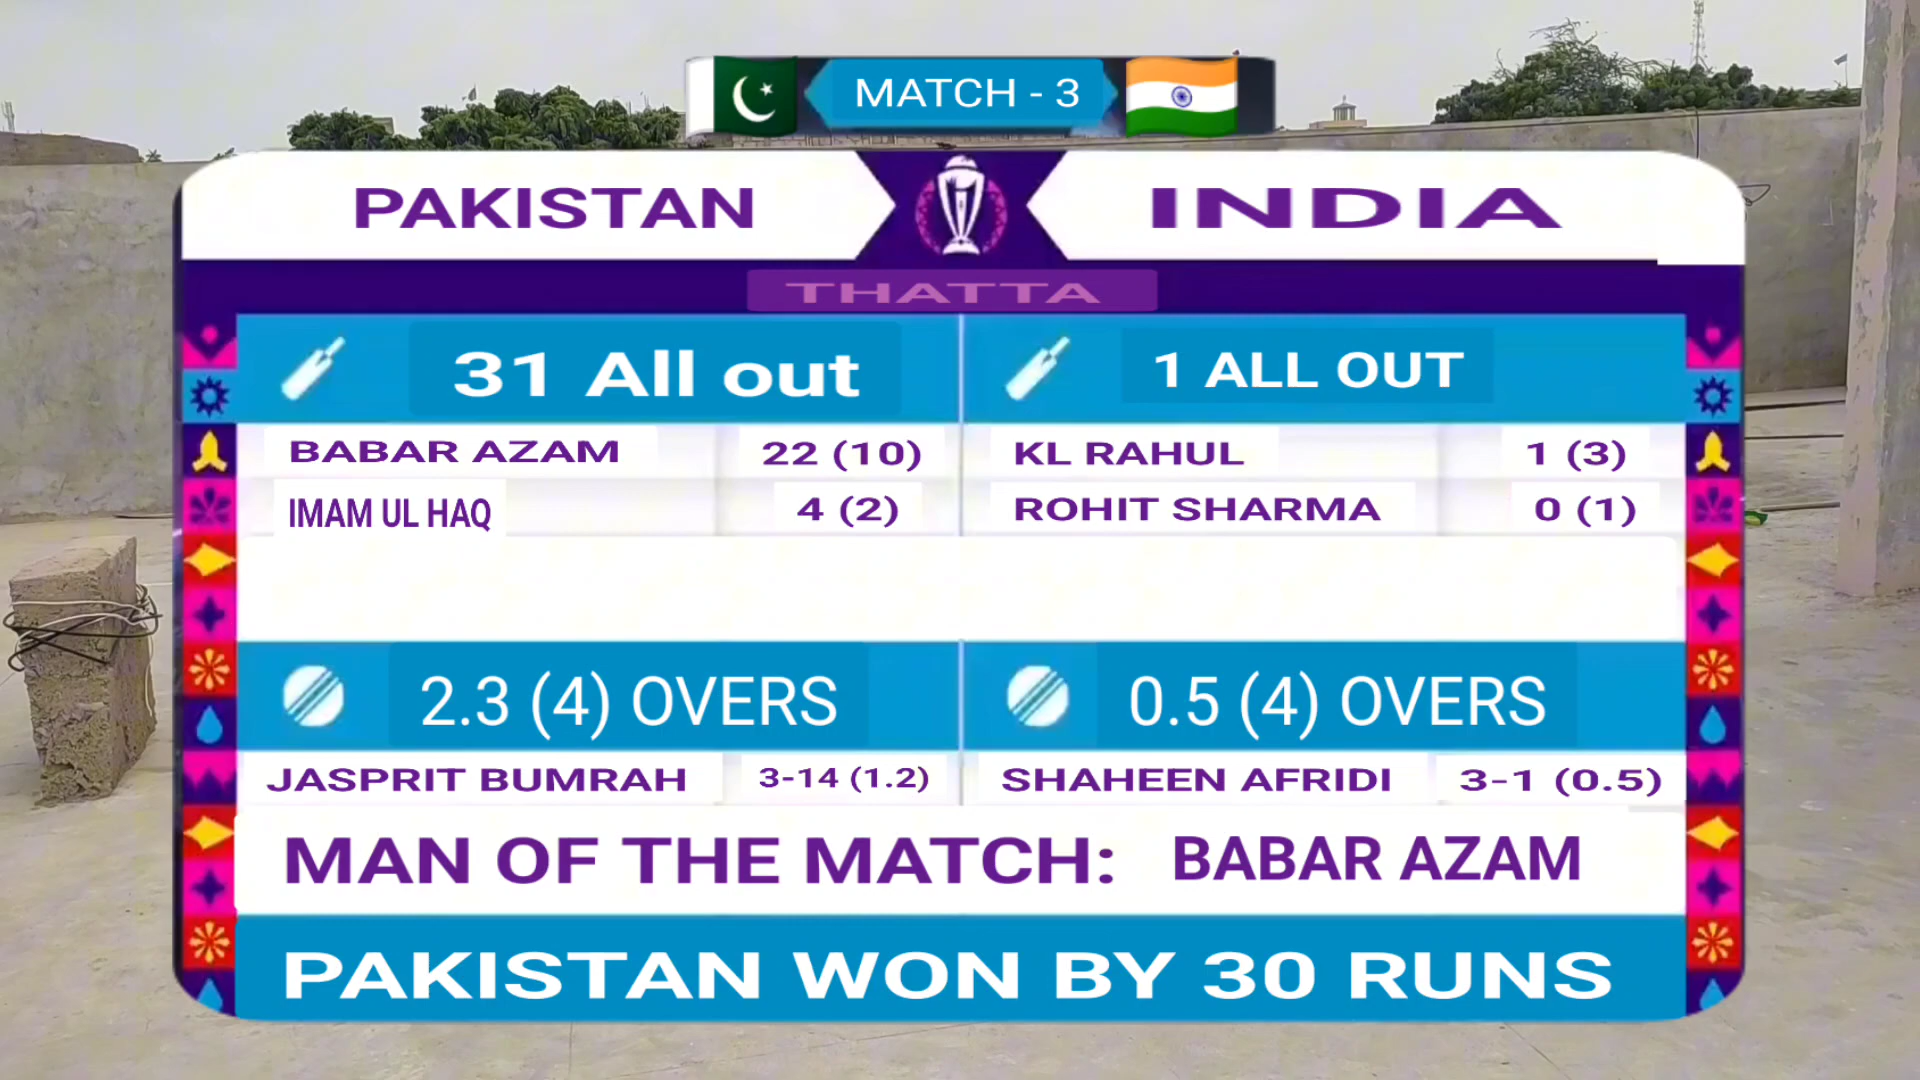 MATCH - 3
PAKISTAN INDIA
THATTA
31 All out 1 ALL OUT
BABAR AZAM 22 (10) KL RAHUL 1 (3)
IMAM UL HAQ 4 (2) ROHIT SHARMA 0 (1)
2.3 (4) OVERS 0.5 (4) OVERS
JASPRIT BUMRAH 3-14 (1.2) SHAHEEN AFRIDI 3-1 (0.5)
MAN OF THE MATCH: BABAR AZAM
PAKISTAN WON BY 30 RUNS